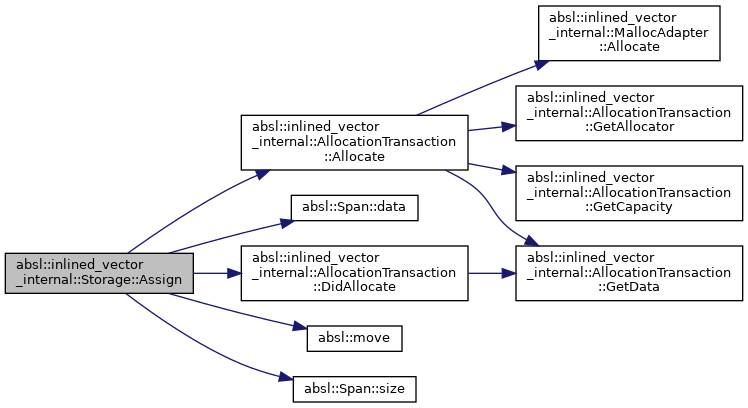 absl::inlined_vector
_internal::MallocAdapter
::Allocate
absl::inlined_vector
_internal::AllocationTransaction
::GetAllocator
absl::inlined_vector
_internal::AllocationTransaction
::Allocate
absl::inlined_vector
_internal::AllocationTransaction
::GetCapacity
absl::Span::data
absl::inlined_vector
_internal::Storage::Assign
absl::inlined_vector
_internal::AllocationTransaction
::DidAllocate
absl::inlined_vector
_internal::AllocationTransaction
::GetData
absl::move
absl::Span::size